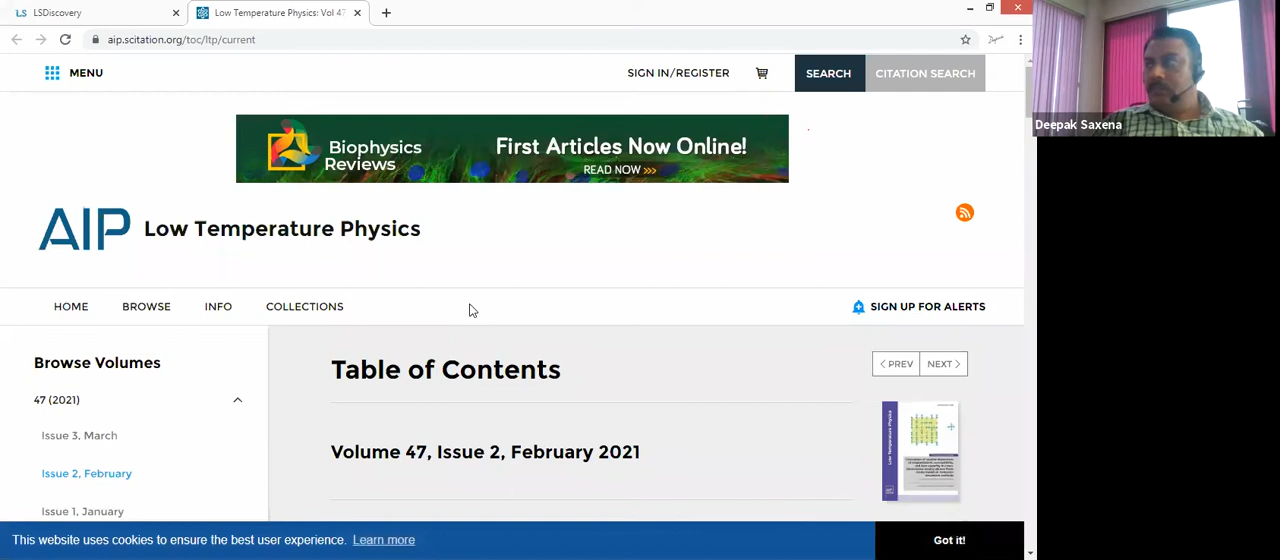 LS LSDiscovery
Low Temperature Physics: Vol 47
aip.scitation.org/toc/ltp/current
MENU
SIGN IN/REGISTER
SEARCH
CITATION SEARCH
Biophysics
Reviews
First Articles Now Online!
READ NOW >>>
Deepak Saxena
AIP Low Temperature Physics
HOME
BROWSE
INFO
COLLECTIONS
SIGN UP FOR ALERTS
Browse Volumes
47 (2021)
Issue 3, March
Issue 2, February
Issue 1, January
Table of Contents
< PREV
NEXT >
Volume 47, Issue 2, February 2021
Low Temperature Physics
This website uses cookies to ensure the best user experience. Learn more
Got it!